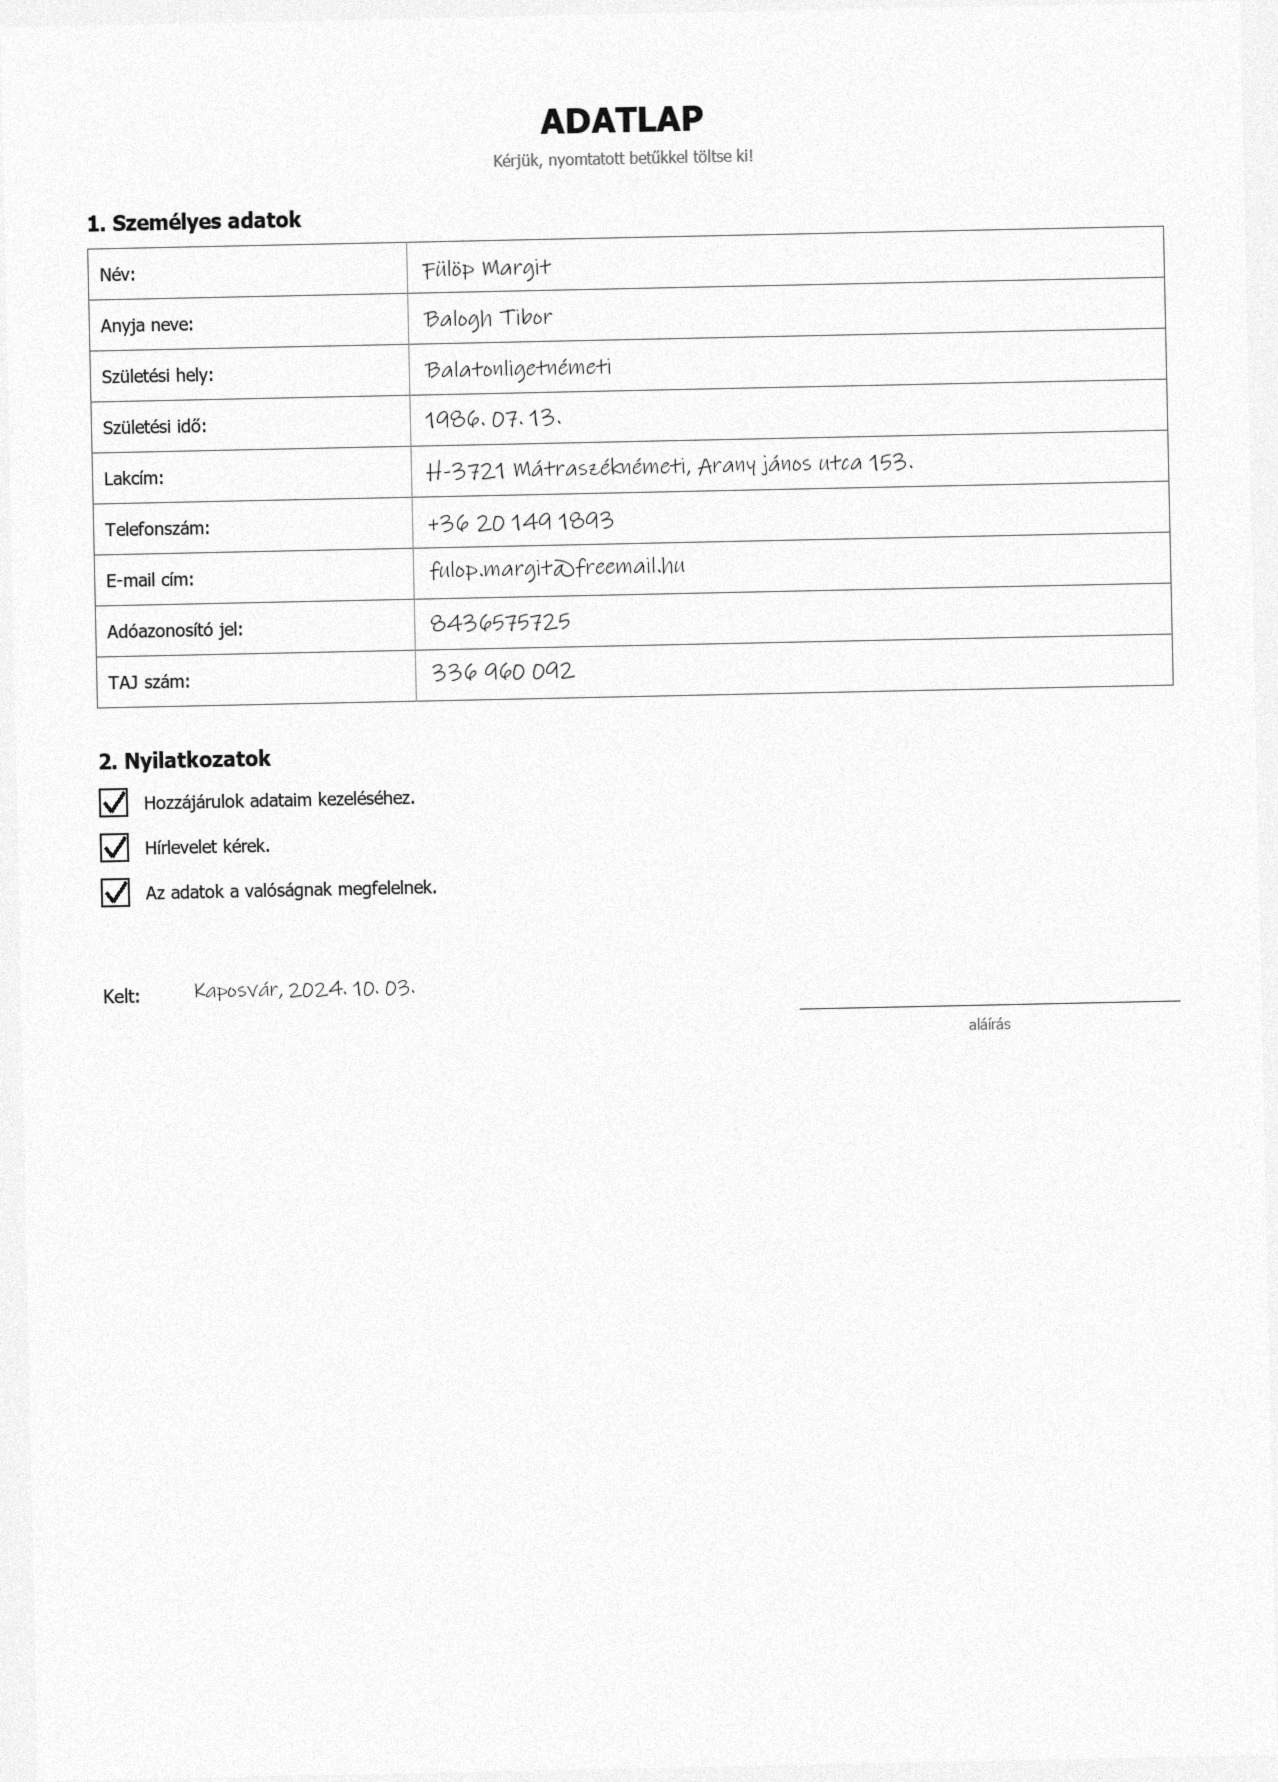 ADATLAP
Kérjük, nyomtatott betűkkel töltse ki!
1. Személyes adatok
Név: Fülöp Margit
Anyja neve: Balogh Tibor
Születési hely: Balatonligetnémeti
Születési idő: 1986. 07. 13.
Lakcím: H-3721 Mátraszéknémeti, Arany jános utca 153.
Telefonszám: +36 20 149 1893
E-mail cím: fulop.margit@freemail.hu
Adóazonosító jel: 8436575725
TAJ szám: 336 960 092
2. Nyilatkozatok
Hozzájárulok adataim kezeléséhez.
Hírlevelet kérek.
Az adatok a valóságnak megfelelnek.
Kelt: Kaposvár, 2024. 10. 03.
aláírás